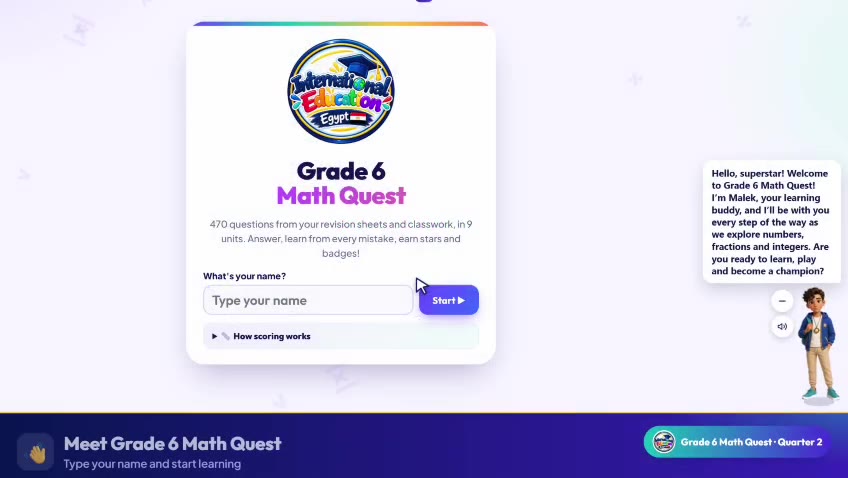 International
Education
Egypt
Grade 6
Math Quest
470 questions from your revision sheets and classwork, in 9
units. Answer, learn from every mistake, earn stars and
badges!
What's your name?
Type your name
Start ▶
▶ How scoring works
Hello, superstar! Welcome
to Grade 6 Math Quest!
I'm Malek, your learning
buddy, and I'll be with you
every step of the way as
we explore numbers,
fractions and integers. Are
you ready to learn, play
and become a champion?
Meet Grade 6 Math Quest
Type your name and start learning
Grade 6 Math Quest · Quarter 2